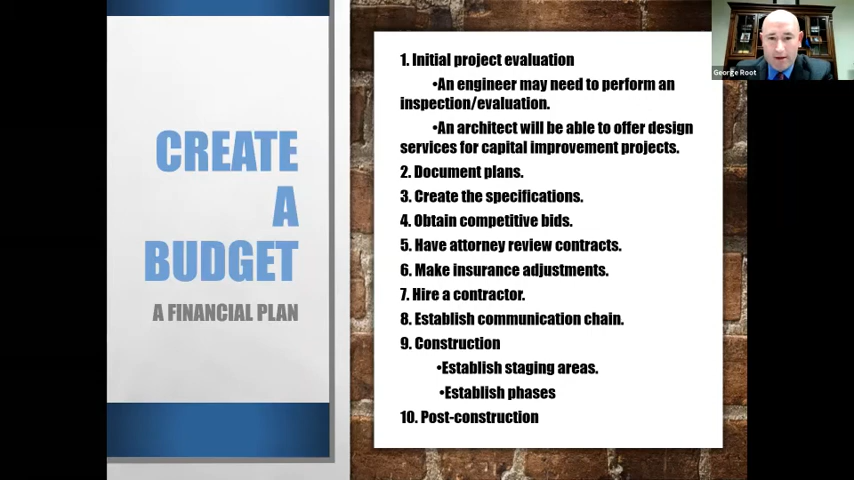 CREATE
A
BUDGET
A FINANCIAL PLAN
1. Initial project evaluation
•An engineer may need to perform an
inspection/evaluation.
•An architect will be able to offer design
services for capital improvement projects.
2. Document plans.
3. Create the specifications.
4. Obtain competitive bids.
5. Have attorney review contracts.
6. Make insurance adjustments.
7. Hire a contractor.
8. Establish communication chain.
9. Construction
•Establish staging areas.
•Establish phases
10. Post-construction
George Root